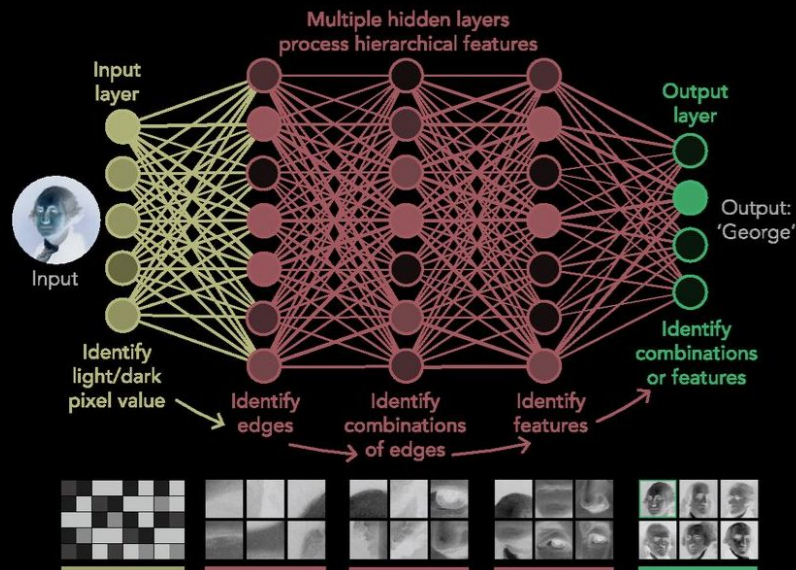 Multiple hidden layers
process hierarchical features
Input
layer
Output
layer
Input
Output:
'George'
Identify
light/dark
pixel value
Identify
edges
Identify
combinations
of edges
Identify
features
Identify
combinations
or features